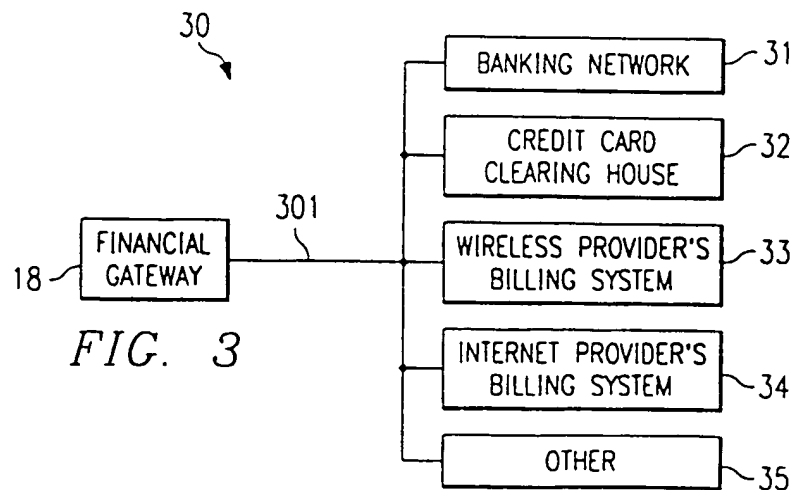 30
BANKING NETWORK
31
CREDIT CARD
CLEARING HOUSE
32
301
FINANCIAL
GATEWAY
18
WIRELESS PROVIDER'S
BILLING SYSTEM
33
FIG. 3
INTERNET PROVIDER'S
BILLING SYSTEM
34
OTHER
35